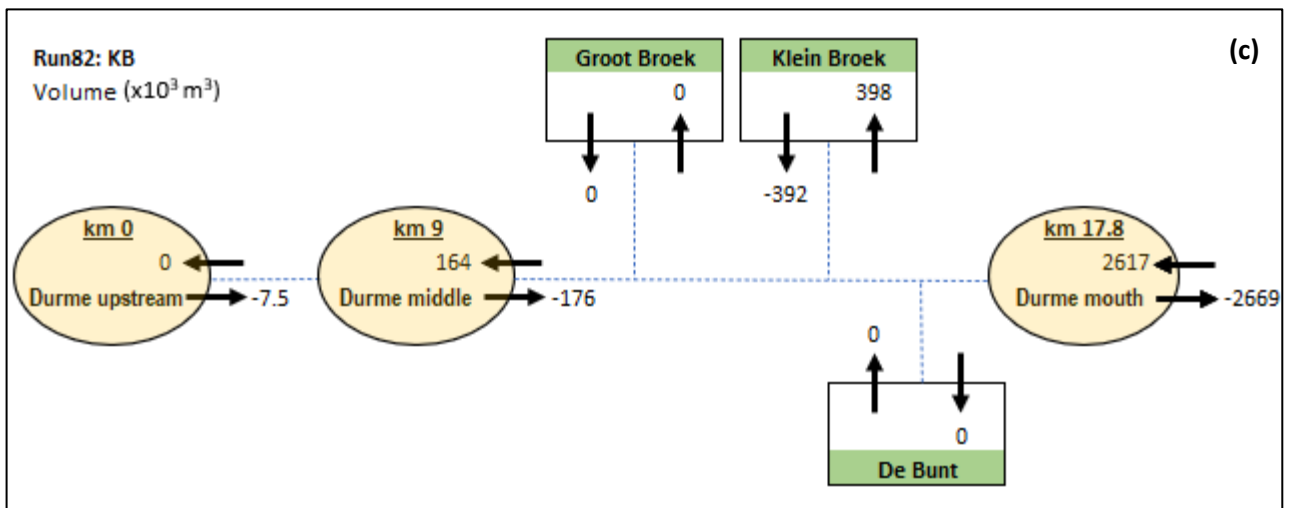 (c)
Run82: KB
Volume (x10³ m³)
Groot Broek
0
0
Klein Broek
398
-392
km 0
0
Durme upstream
-7.5
km 9
164
Durme middle
-176
km 17.8
2617
Durme mouth
-2669
0
0
De Bunt